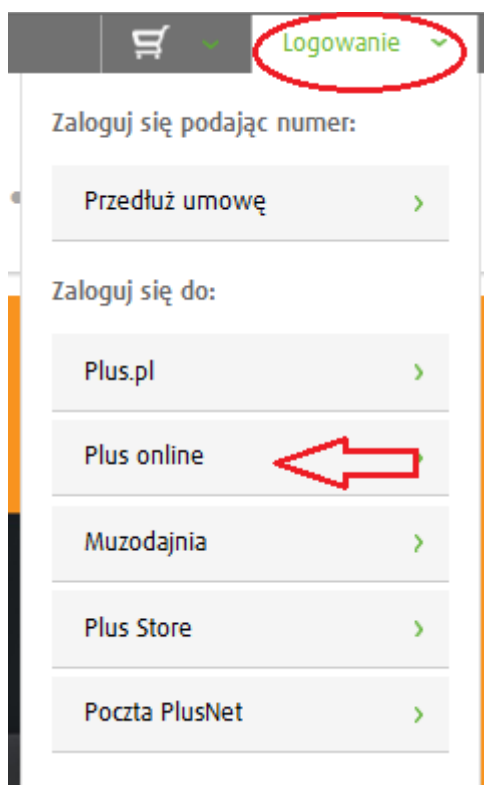 Logowanie
Zaloguj się podając numer:
Przedłuż umowę
Zaloguj się do:
Plus.pl
Plus online
Muzodajnia
Plus Store
Poczta PlusNet